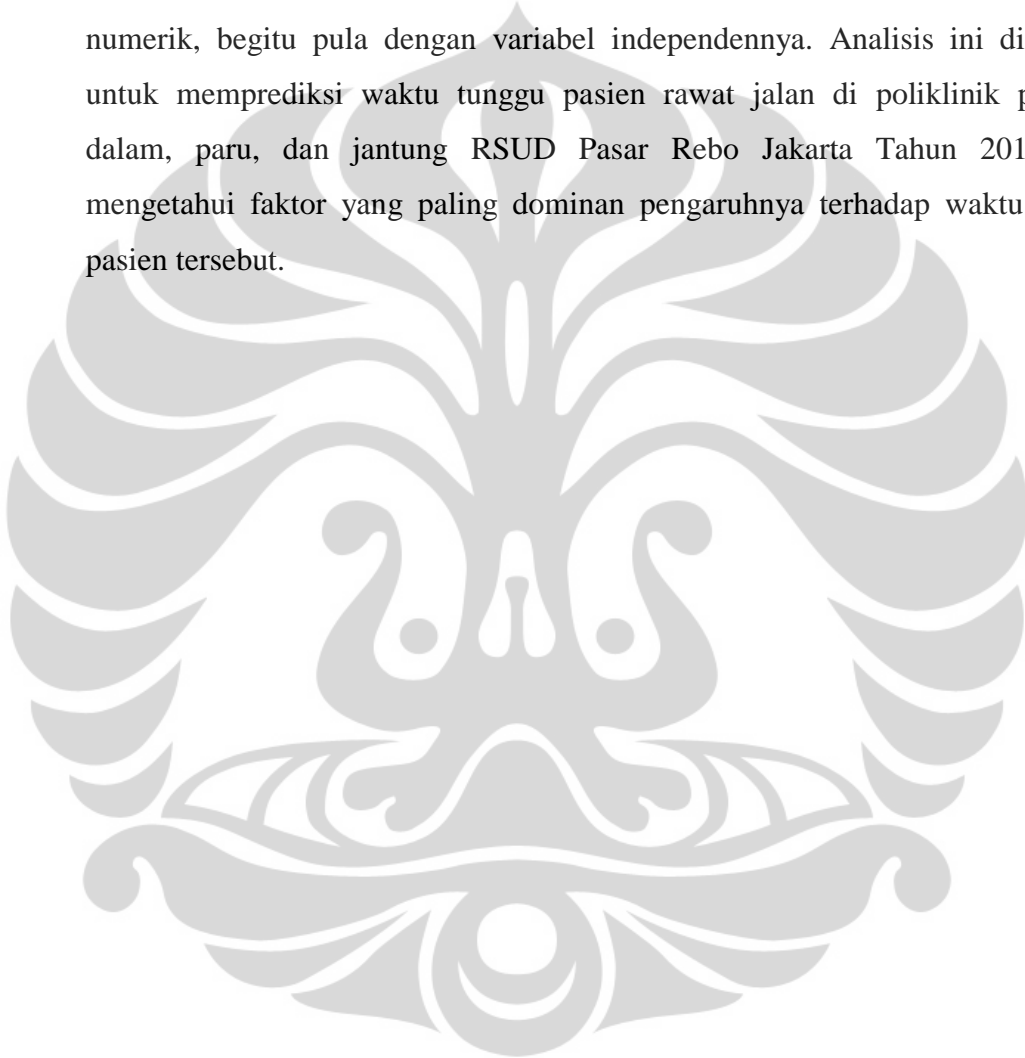 numerik, begitu pula dengan variabel independennya. Analisis ini
untuk memprediksi waktu tunggu pasien rawat jalan di poliklinik
dalam, paru, dan jantung RSUD Pasar Rebo Jakarta Tahun
mengetahui faktor yang paling dominan pengaruhnya terhadap waktu
pasien tersebut.